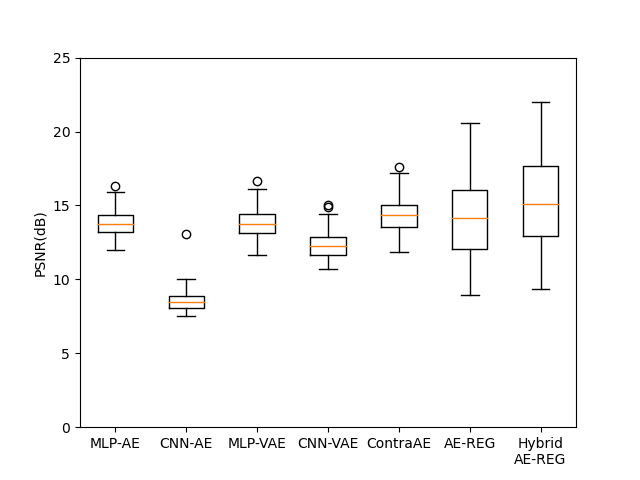 25
20
15
10
5
0
PSNR(dB)
MLP-AE
CNN-AE
MLP-VAE
CNN-VAE
ContraAE
AE-REG
Hybrid
AE-REG